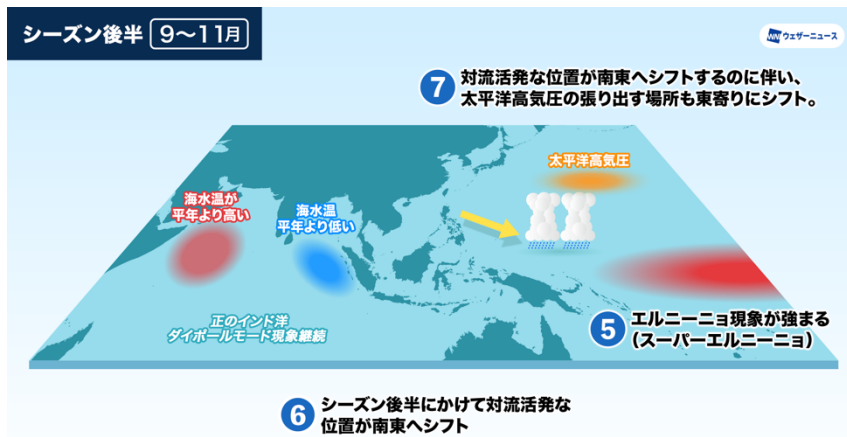 シーズン後半 9〜11月
WN ウェザーニュース
7 対流活発な位置が南東へシフトするのに伴い、
太平洋高気圧の張り出す場所も東寄りにシフト。
太平洋高気圧
海水温が
平年より高い
海水温
平年より低い
正のインド洋
ダイポールモード現象継続
5 エルニーニョ現象が強まる
（スーパーエルニーニョ）
6 シーズン後半にかけて対流活発な
位置が南東へシフト